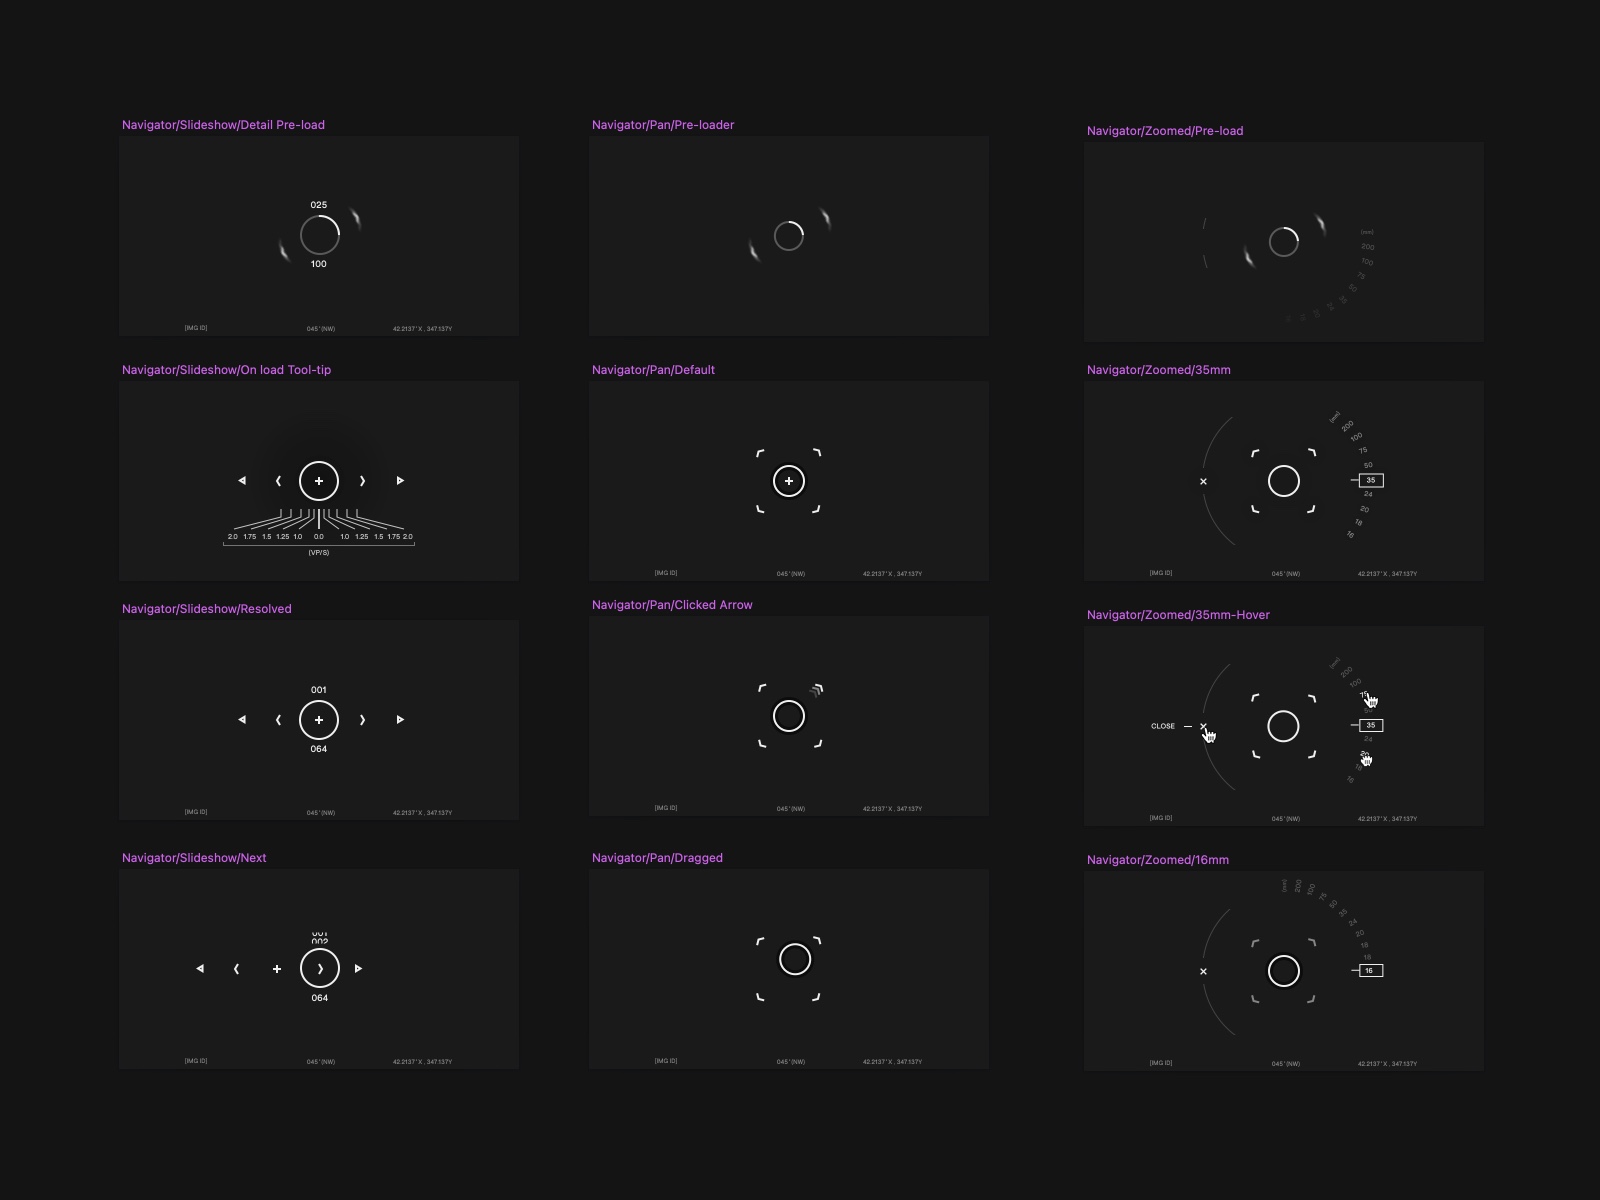 Navigator/Slideshow/Detail Pre-load
025
100
[IMG ID]
045°(NW)
42.2137°X , 347.137Y
Navigator/Pan/Pre-loader
Navigator/Zoomed/Pre-load
[mm]
200
100
75
50
Navigator/Slideshow/On load Tool-tip
2.0 1.75 1.5 1.25 1.0 0.0 1.0 1.25 1.5 1.75 2.0
(VP/S)
Navigator/Pan/Default
[IMG ID]
045°(NW)
42.2137°X , 347.137Y
Navigator/Zoomed/35mm
[mm]
200
100
75
50
35
24
20
18
16
[IMG ID]
045°(NW)
42.2137°X , 347.137Y
Navigator/Slideshow/Resolved
001
064
[IMG ID]
045°(NW)
42.2137°X , 347.137Y
Navigator/Pan/Clicked Arrow
[IMG ID]
045°(NW)
42.2137°X , 347.137Y
Navigator/Zoomed/35mm-Hover
[mm]
200
100
75
50
CLOSE
35
24
20
18
16
[IMG ID]
045°(NW)
42.2137°X , 347.137Y
Navigator/Slideshow/Next
001
002
064
[IMG ID]
045°(NW)
42.2137°X , 347.137Y
Navigator/Pan/Dragged
[IMG ID]
045°(NW)
42.2137°X , 347.137Y
Navigator/Zoomed/16mm
[mm]
200
100
75
50
35
24
20
18
18
16
[IMG ID]
045°(NW)
42.2137°X , 347.137Y